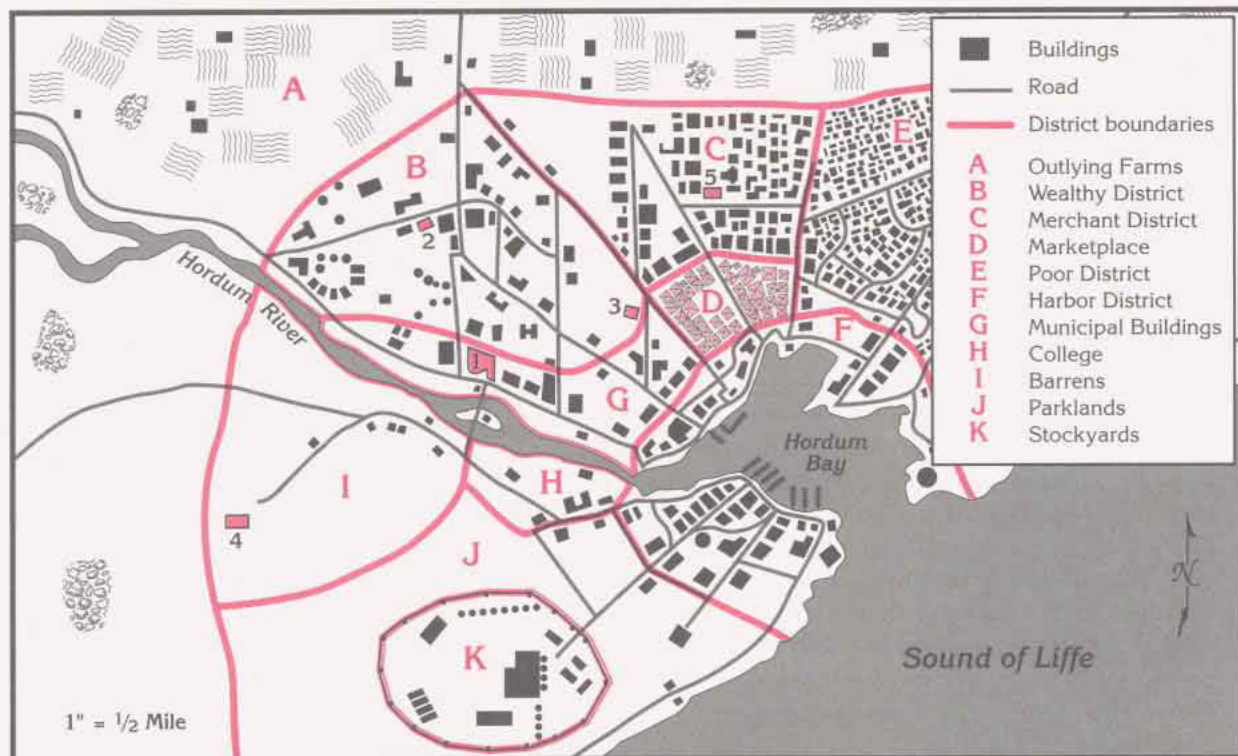 Buildings
Road
District boundaries
A Outlying Farms
B Wealthy District
C Merchant District
D Marketplace
E Poor District
F Harbor District
G Municipal Buildings
H College
I Barrens
J Parklands
K Stockyards
A
B
C
5
E
2
Hordum
River
3
D
F
1
G
Hordum
Bay
H
I
4
J
N
K
Sound of Liffe
1" = 1/2 Mile